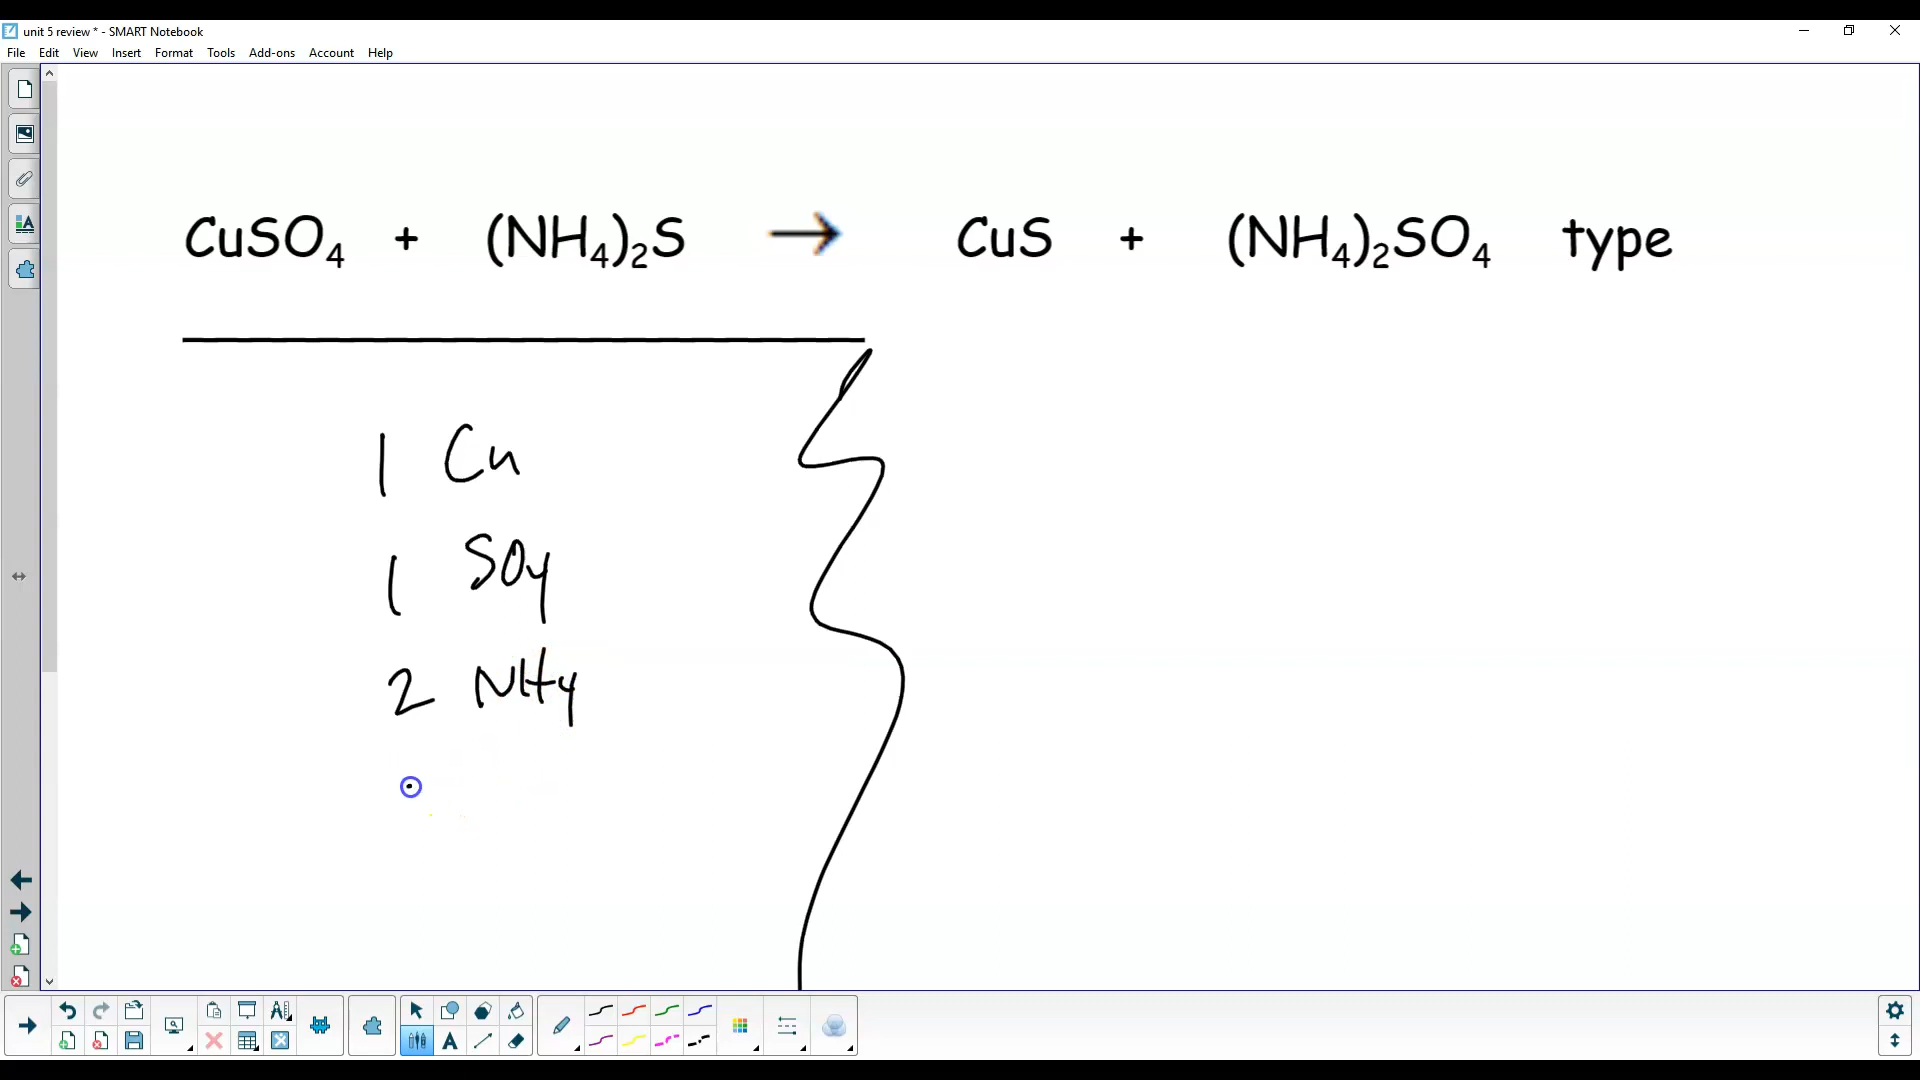 unit 5 review * - SMART Notebook
File Edit View Insert Format Tools Add-ons Account Help
CuSO₄ + (NH₄)₂S → CuS + (NH₄)₂SO₄ type
1 Cu
1 SO4
2 NH4